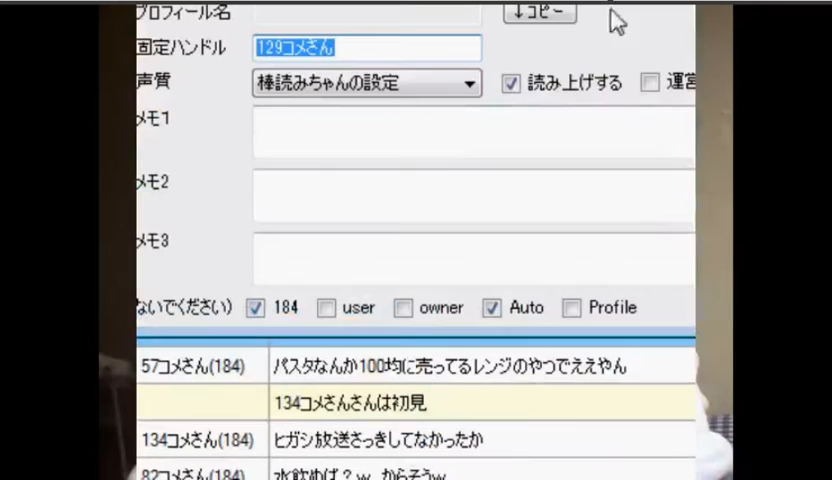 プロフィール名 ↓コピー
固定ハンドル 129コメさん
声質 棒読みちゃんの設定 読み上げする 運営
メモ1
メモ2
メモ3
ないでください) 184 user owner Auto Profile
57コメさん(184) パスタなんか100均に売ってるレンジのやつでええやん
134コメさんさんは初見
134コメさん(184) ヒガシ放送さっきしてなかったか
82コメさん(184) 水飲めば？w からそうw